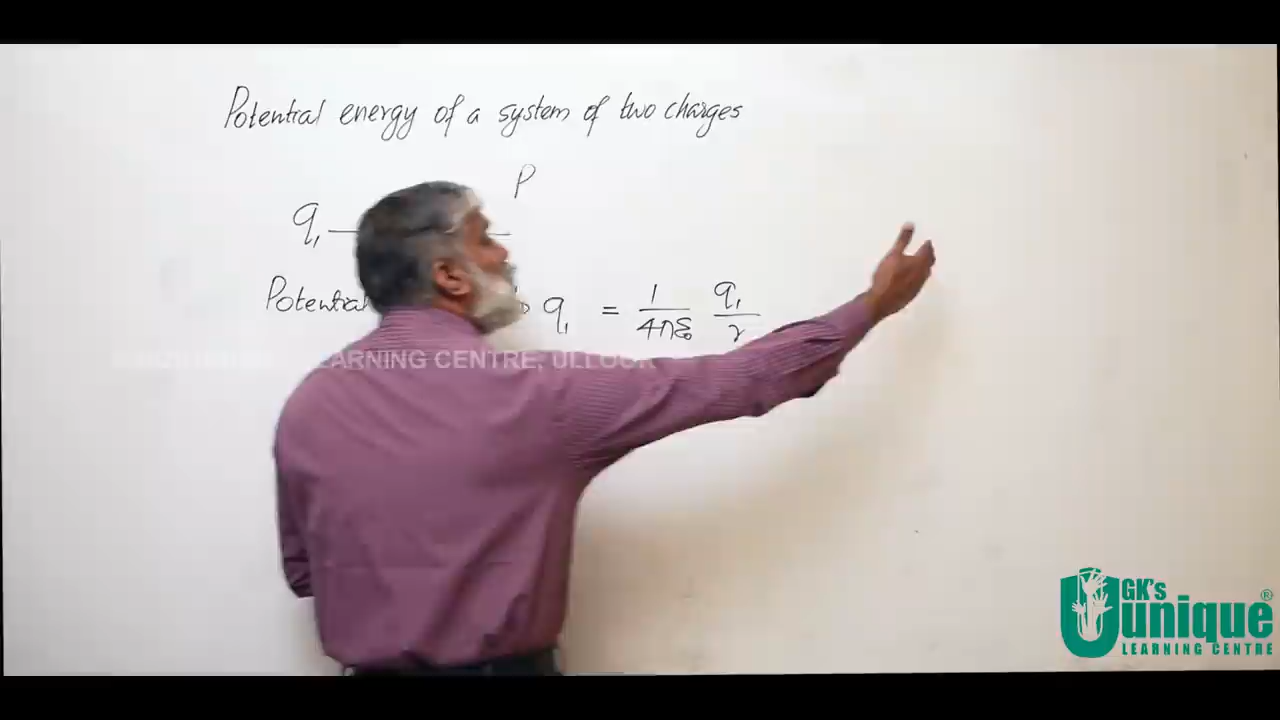 Potential energy of a system of two charges
P
q₁
Potential q₁ = 1/4πε₀ q₁/r
LEARNING CENTRE, ULLOOR
GK's
unique®
LEARNING CENTRE